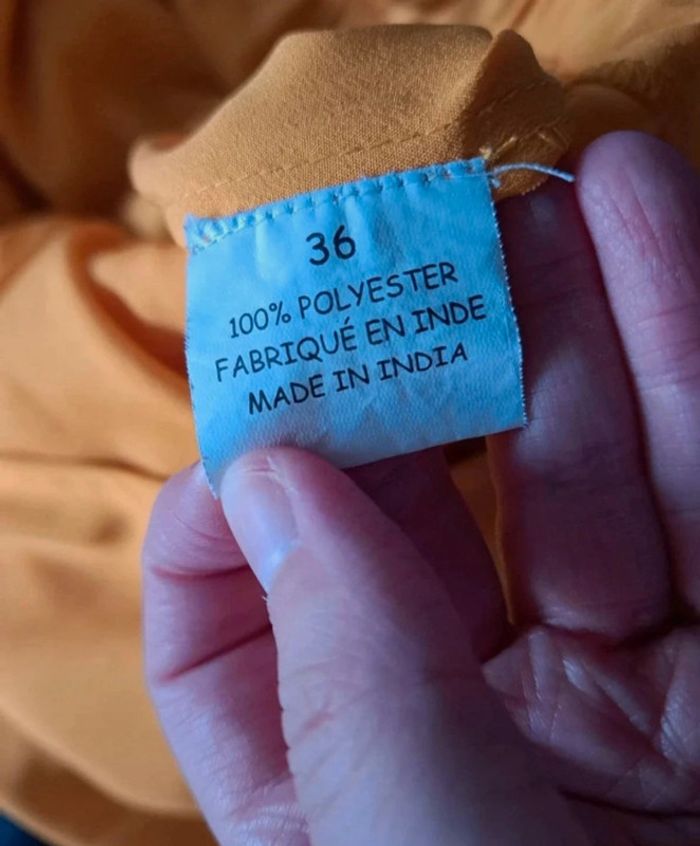 36
100% POLYESTER
FABRIQUÉ EN INDE
MADE IN INDIA